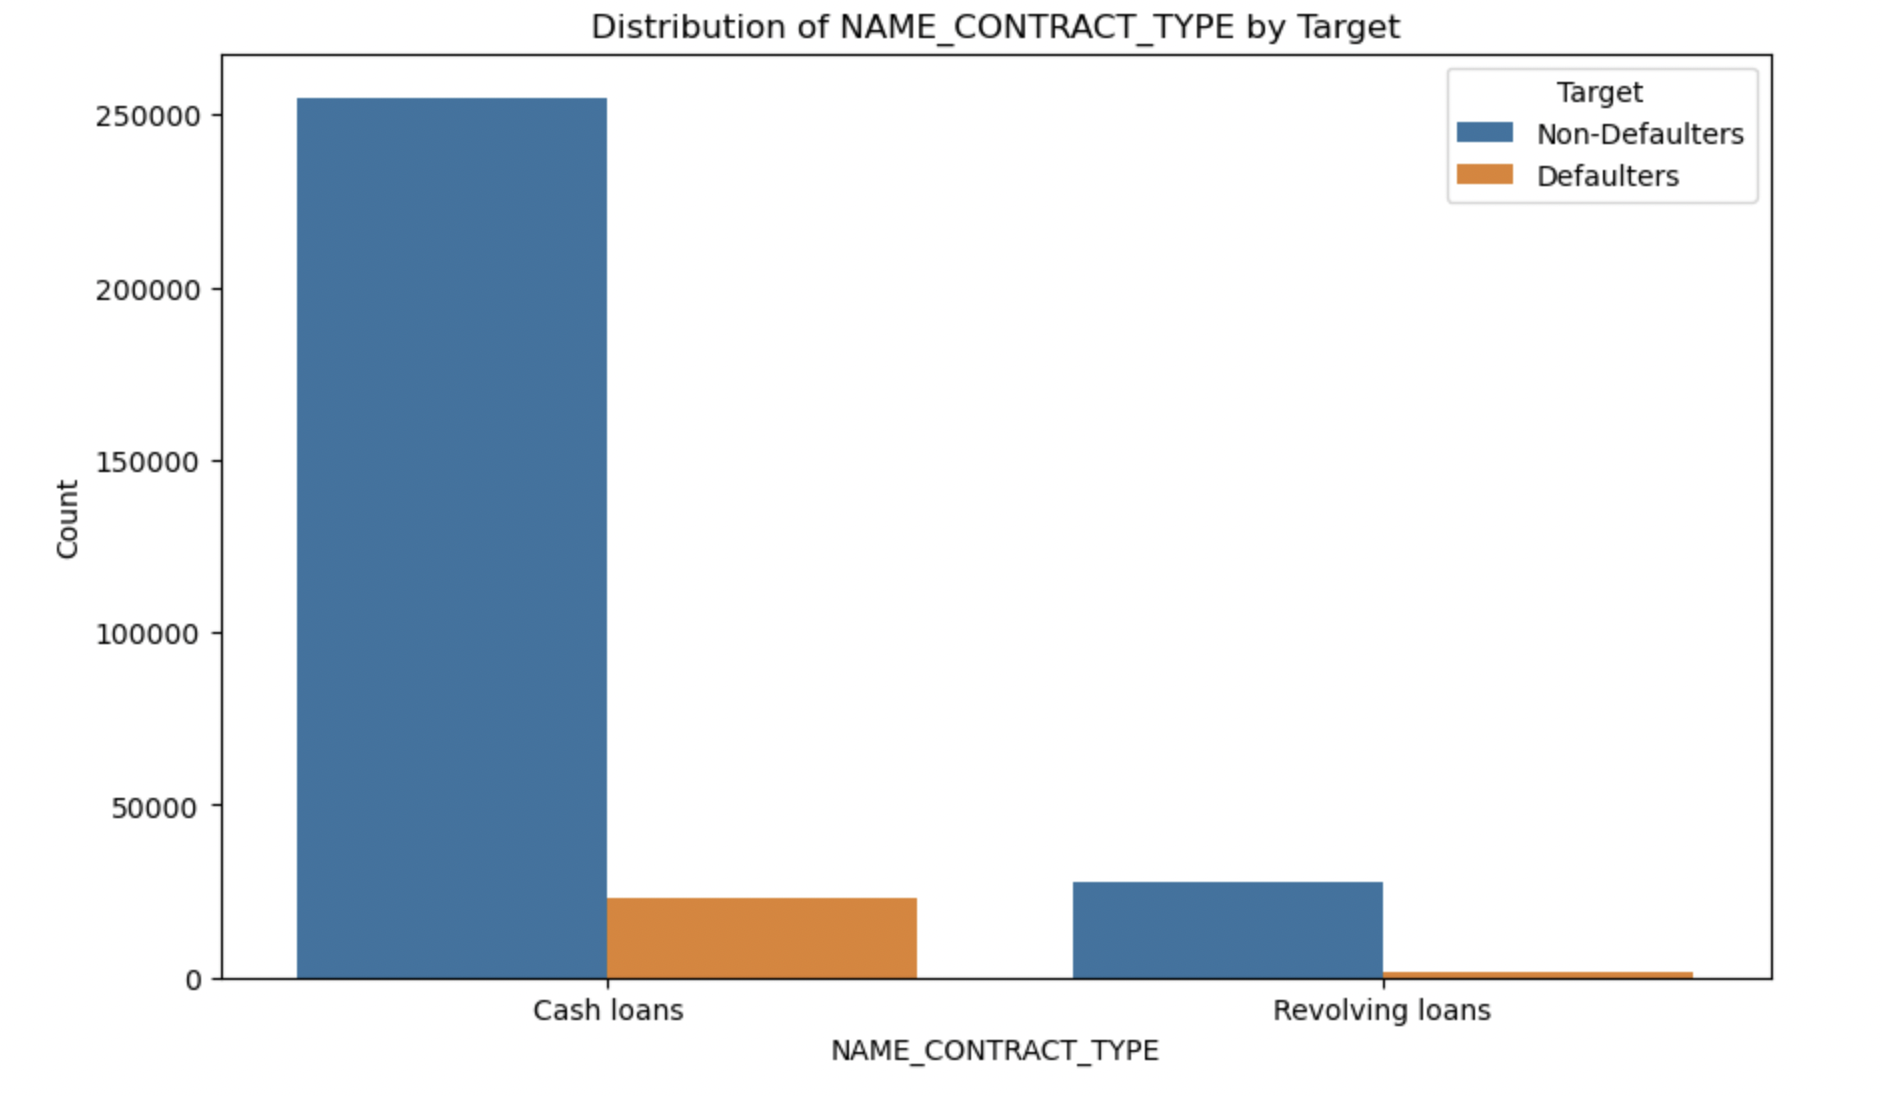 Distribution of NAME_CONTRACT_TYPE by Target
Target
Non-Defaulters
Defaulters
250000
200000
150000
100000
50000
0
Count
Cash loans
Revolving loans
NAME_CONTRACT_TYPE